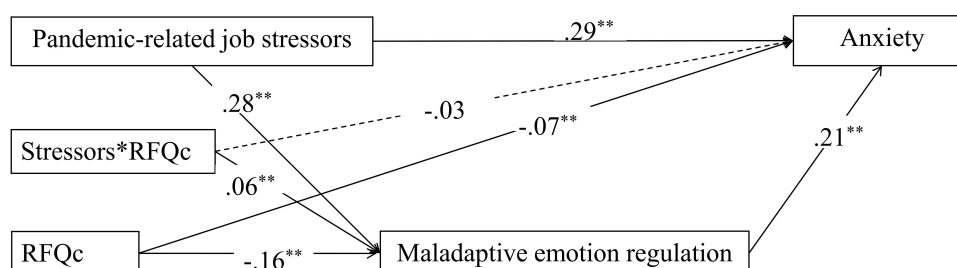 Pandemic-related job stressors
.29**
Anxiety
.28**
-.03
-.07**
Stressors*RFQc
.06**
.21**
RFQc
-.16**
Maladaptive emotion regulation